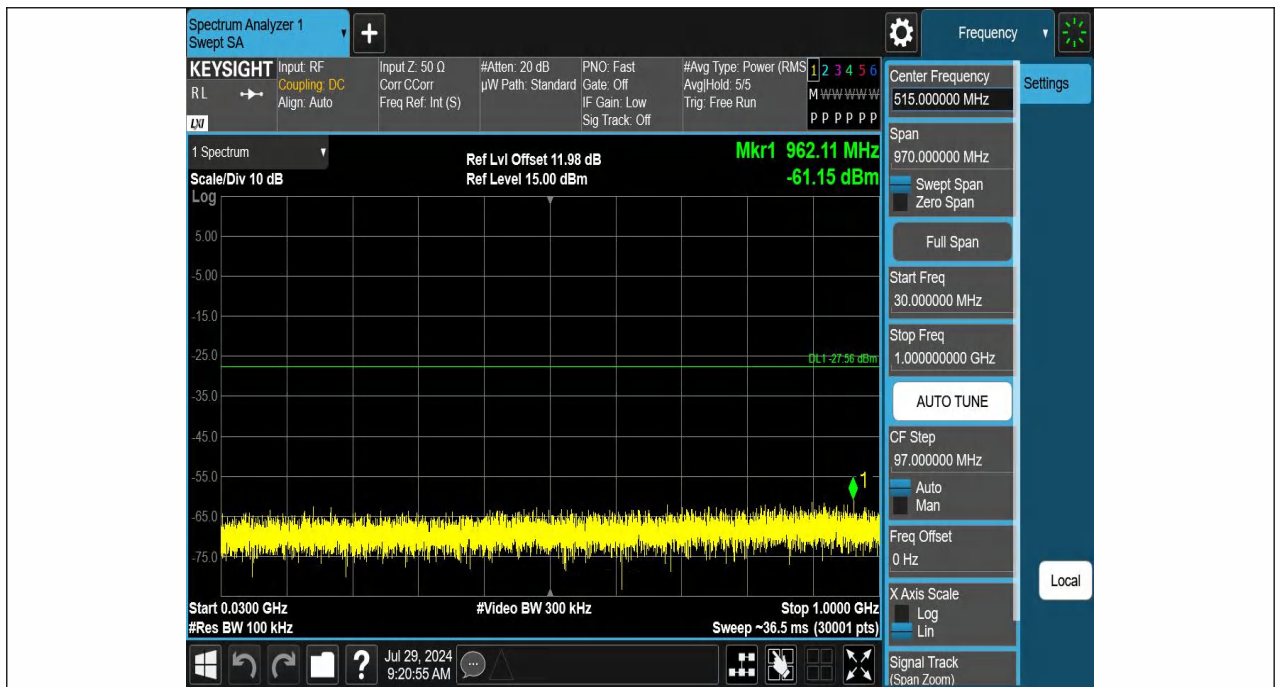 Spectrum Analyzer 1
Swept SA
+
Frequency
KEYSIGHT
RL
LXI
Input: RF
Coupling: DC
Align: Auto
Input Z: 50 Ω
Corr CCorr
Freq Ref: Int (S)
#Atten: 20 dB
µW Path: Standard
PNO: Fast
Gate: Off
IF Gain: Low
Sig Track: Off
#Avg Type: Power (RMS
Avg|Hold: 5/5
Trig: Free Run
1 2 3 4 5 6
M W W W W W
P P P P P P
1 Spectrum
Scale/Div 10 dB
Log
Ref Lvl Offset 11.98 dB
Ref Level 15.00 dBm
Mkr1 962.11 MHz
-61.15 dBm
5.00
-5.00
-15.0
-25.0
DL1 -27.56 dBm
-35.0
-45.0
-55.0
1
-65.0
-75.0
Start 0.0300 GHz
#Res BW 100 kHz
#Video BW 300 kHz
Stop 1.0000 GHz
Sweep ~36.5 ms (30001 pts)
Center Frequency
515.000000 MHz
Settings
Span
970.000000 MHz
Swept Span
Zero Span
Full Span
Start Freq
30.000000 MHz
Stop Freq
1.000000000 GHz
AUTO TUNE
CF Step
97.000000 MHz
Auto
Man
Freq Offset
0 Hz
X Axis Scale
Log
Lin
Local
Signal Track
(Span Zoom)
?
Jul 29, 2024
9:20:55 AM